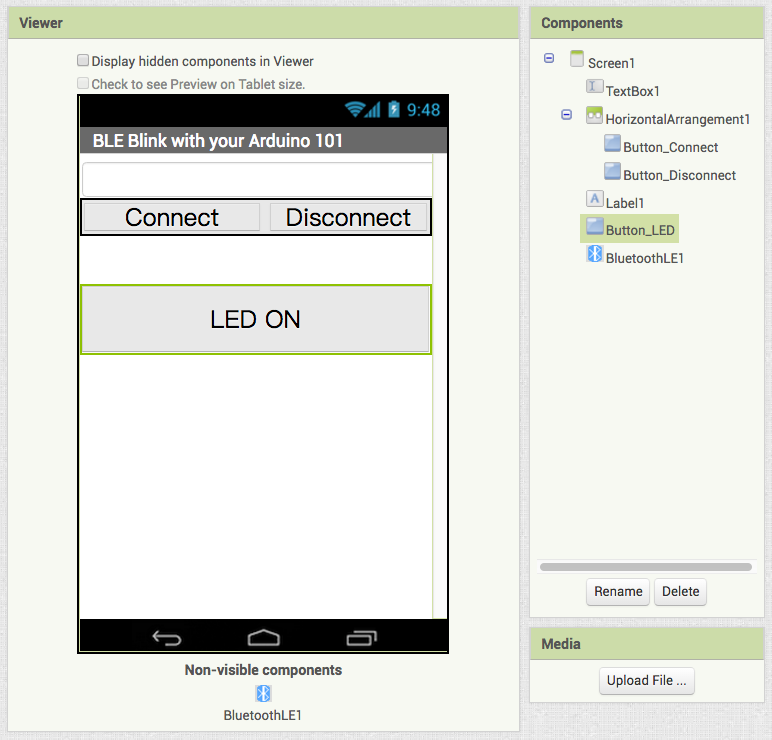 Viewer
Display hidden components in Viewer
Check to see Preview on Tablet size.
9:48
BLE Blink with your Arduino 101
Connect Disconnect
LED ON
Non-visible components
BluetoothLE1
Components
Screen1
TextBox1
HorizontalArrangement1
Button_Connect
Button_Disconnect
A Label1
Button_LED
BluetoothLE1
Rename Delete
Media
Upload File ...